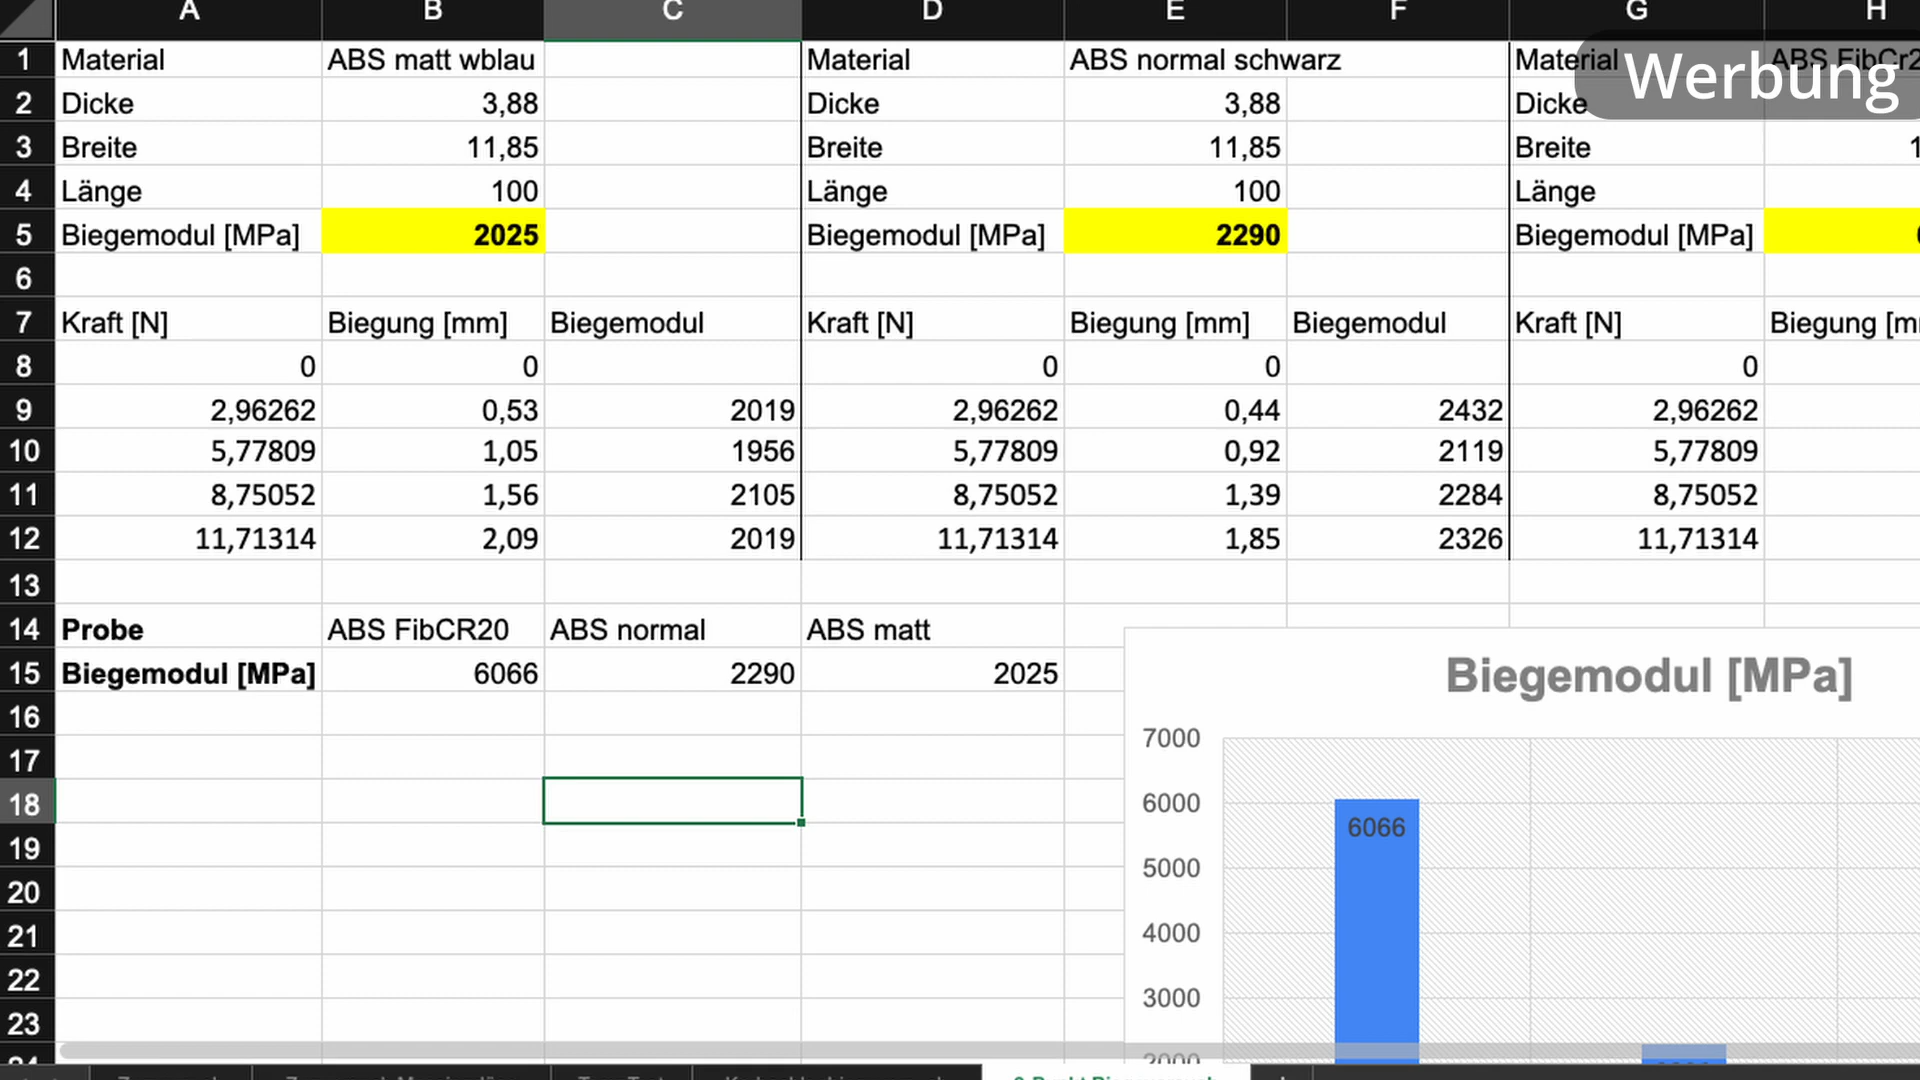 A B C D E F G H
1 Material ABS matt wblau Material ABS normal schwarz Material ABS FibCr2
Werbung
2 Dicke 3,88 Dicke 3,88 Dicke
3 Breite 11,85 Breite 11,85 Breite 1
4 Länge 100 Länge 100 Länge
5 Biegemodul [MPa] 2025 Biegemodul [MPa] 2290 Biegemodul [MPa]
6
7 Kraft [N] Biegung [mm] Biegemodul Kraft [N] Biegung [mm] Biegemodul Kraft [N] Biegung [m
8 0 0 0 0 0
9 2,96262 0,53 2019 2,96262 0,44 2432 2,96262
10 5,77809 1,05 1956 5,77809 0,92 2119 5,77809
11 8,75052 1,56 2105 8,75052 1,39 2284 8,75052
12 11,71314 2,09 2019 11,71314 1,85 2326 11,71314
13
14 Probe ABS FibCR20 ABS normal ABS matt
15 Biegemodul [MPa] 6066 2290 2025
Biegemodul [MPa]
16
17
18
19
20
21
22
23
7000
6000
6066
5000
4000
3000
2000